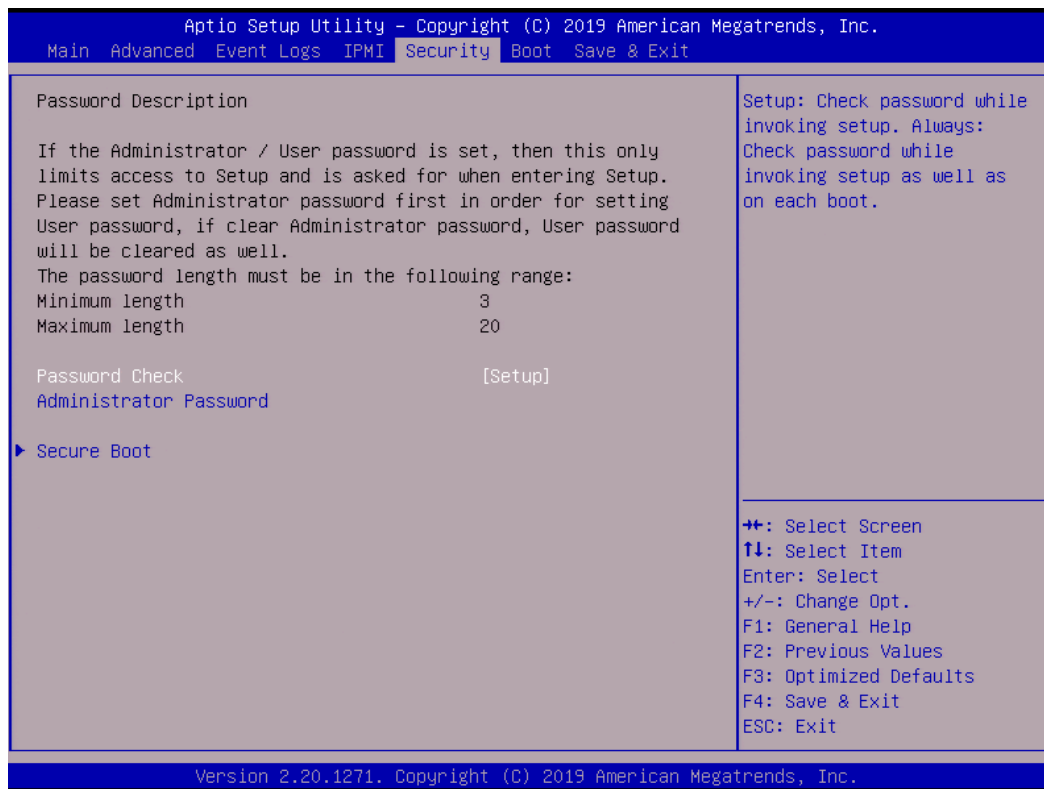 Aptio Setup Utility – Copyright (C) 2019 American Megatrends, Inc.
Main Advanced Event Logs IPMI Security Boot Save & Exit
Password Description
If the Administrator / User password is set, then this only
limits access to Setup and is asked for when entering Setup.
Please set Administrator password first in order for setting
User password, if clear Administrator password, User password
will be cleared as well.
The password length must be in the following range:
Minimum length 3
Maximum length 20
Password Check [Setup]
Administrator Password
Secure Boot
Setup: Check password while
invoking setup. Always:
Check password while
invoking setup as well as
on each boot.
→←: Select Screen
↑↓: Select Item
Enter: Select
+/-: Change Opt.
F1: General Help
F2: Previous Values
F3: Optimized Defaults
F4: Save & Exit
ESC: Exit
Version 2.20.1271. Copyright (C) 2019 American Megatrends, Inc.